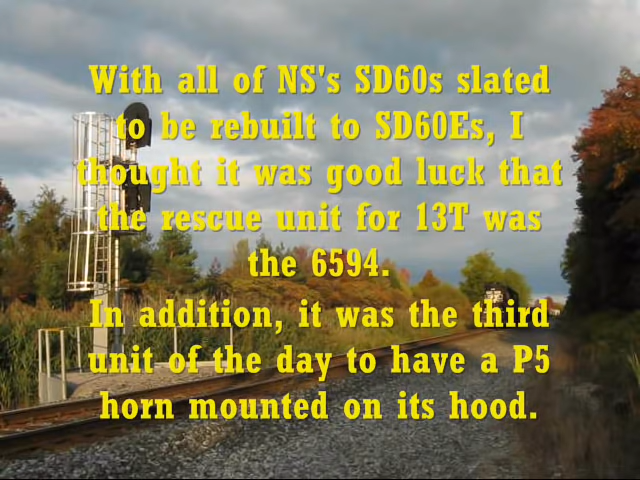 With all of NS's SD60s slated
to be rebuilt to SD60Es, I
thought it was good luck that
the rescue unit for 13T was
the 6594.
In addition, it was the third
unit of the day to have a P5
horn mounted on its hood.